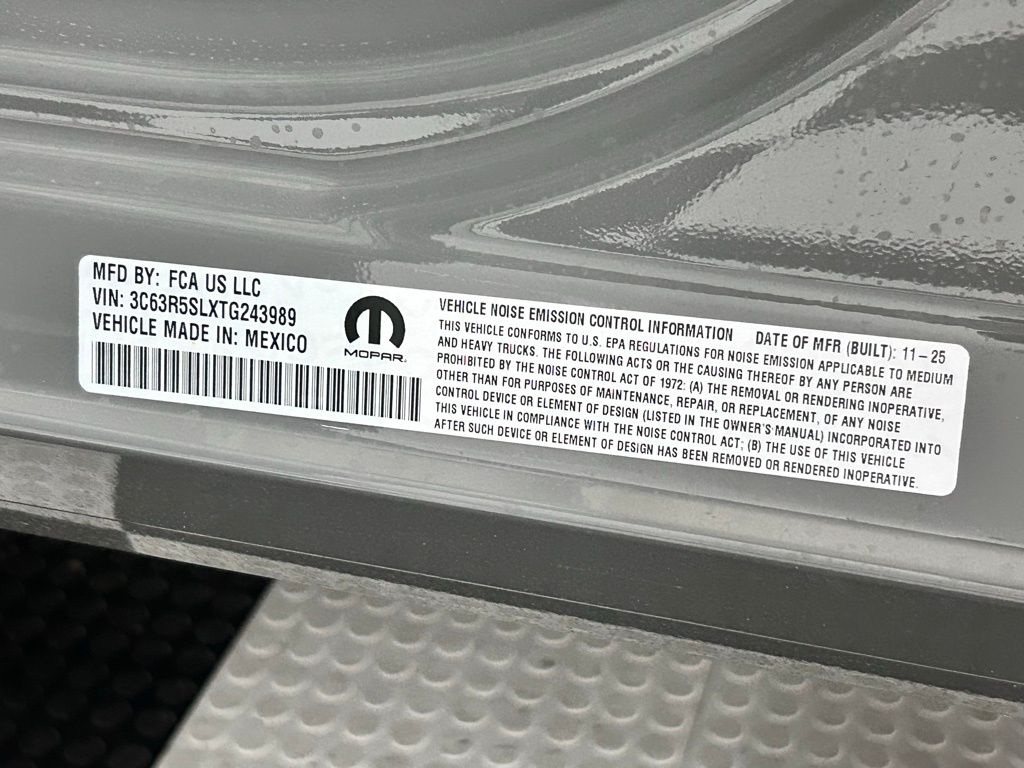 MFD BY: FCA US LLC
VIN: 3C63R5SLXTG243989
VEHICLE MADE IN: MEXICO
MOPAR
VEHICLE NOISE EMISSION CONTROL INFORMATION DATE OF MFR (BUILT): 11-25
THIS VEHICLE CONFORMS TO U.S. EPA REGULATIONS FOR NOISE EMISSION APPLICABLE TO MEDIUM
AND HEAVY TRUCKS. THE FOLLOWING ACTS OR THE CAUSING THEREOF BY ANY PERSON ARE
PROHIBITED BY THE NOISE CONTROL ACT OF 1972: (A) THE REMOVAL OR RENDERING INOPERATIVE,
OTHER THAN FOR PURPOSES OF MAINTENANCE, REPAIR, OR REPLACEMENT, OF ANY NOISE
CONTROL DEVICE OR ELEMENT OF DESIGN (LISTED IN THE OWNER'S MANUAL) INCORPORATED INTO
THIS VEHICLE IN COMPLIANCE WITH THE NOISE CONTROL ACT; (B) THE USE OF THIS VEHICLE
AFTER SUCH DEVICE OR ELEMENT OF DESIGN HAS BEEN REMOVED OR RENDERED INOPERATIVE.